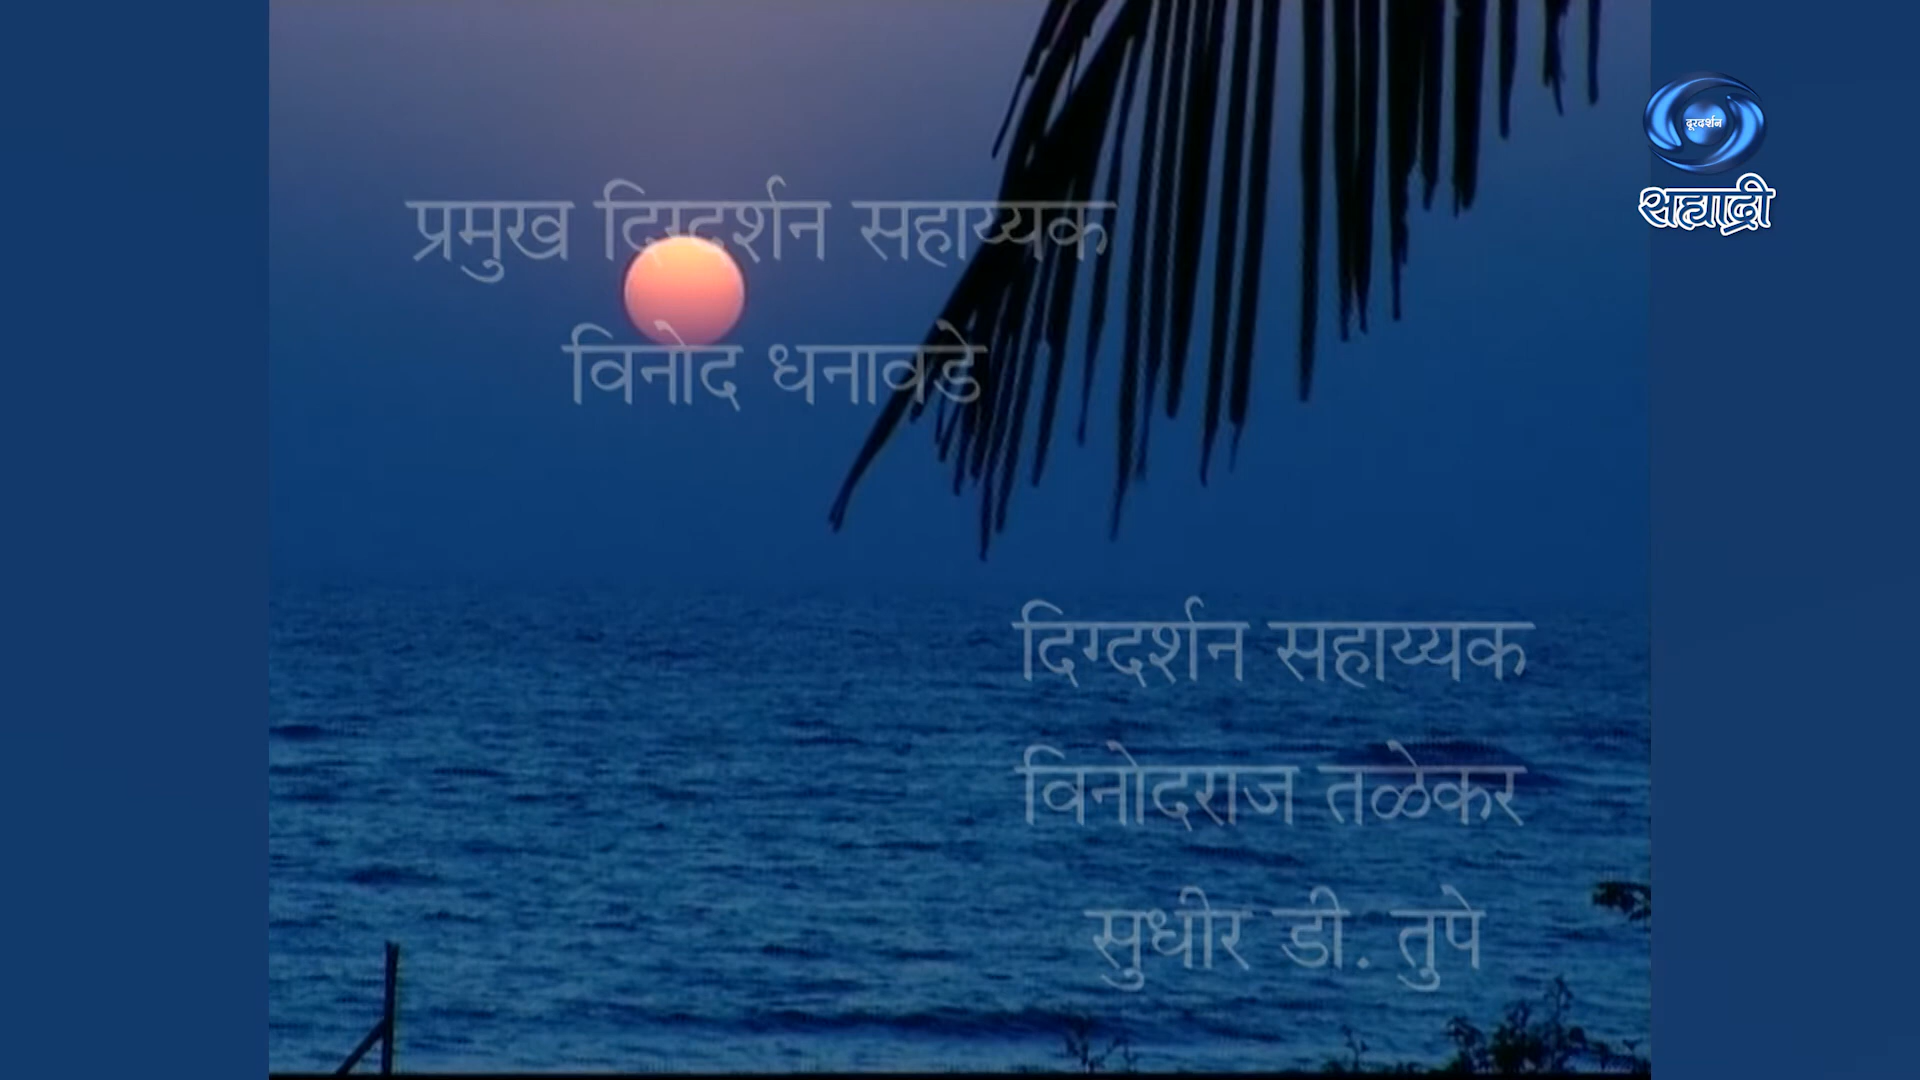 प्रमुख दिग्दर्शन सहाय्यक
विनोद धनावडे
दिग्दर्शन सहाय्यक
विनोदराज तळेकर
सुधीर डी. तुपे
दूरदर्शन
सह्याद्री